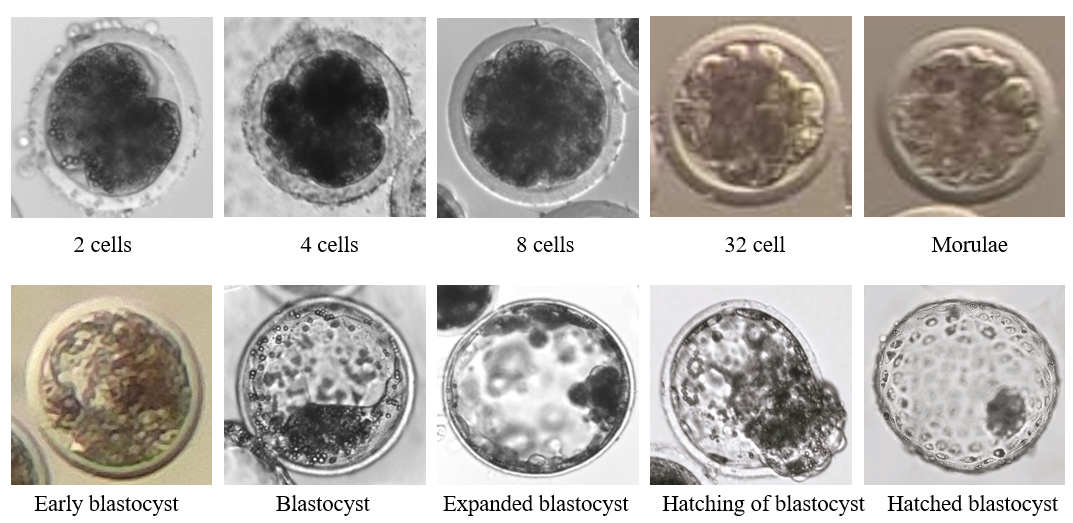 2 cells
4 cells
8 cells
32 cell
Morulae
Early blastocyst
Blastocyst
Expanded blastocyst
Hatching of blastocyst
Hatched blastocyst